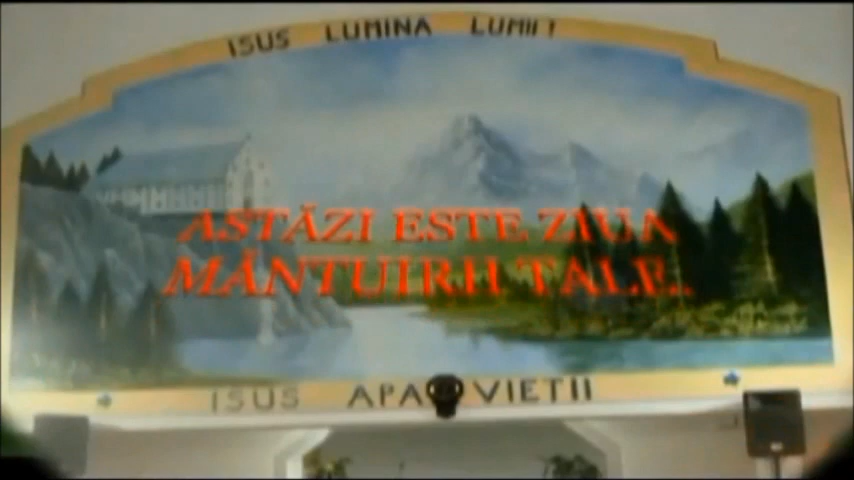 ISUS LUMINA LUMII!
ASTĂZI ESTE ZIUA
MÂNTUIRII TALE..
ISUS APA VIETII